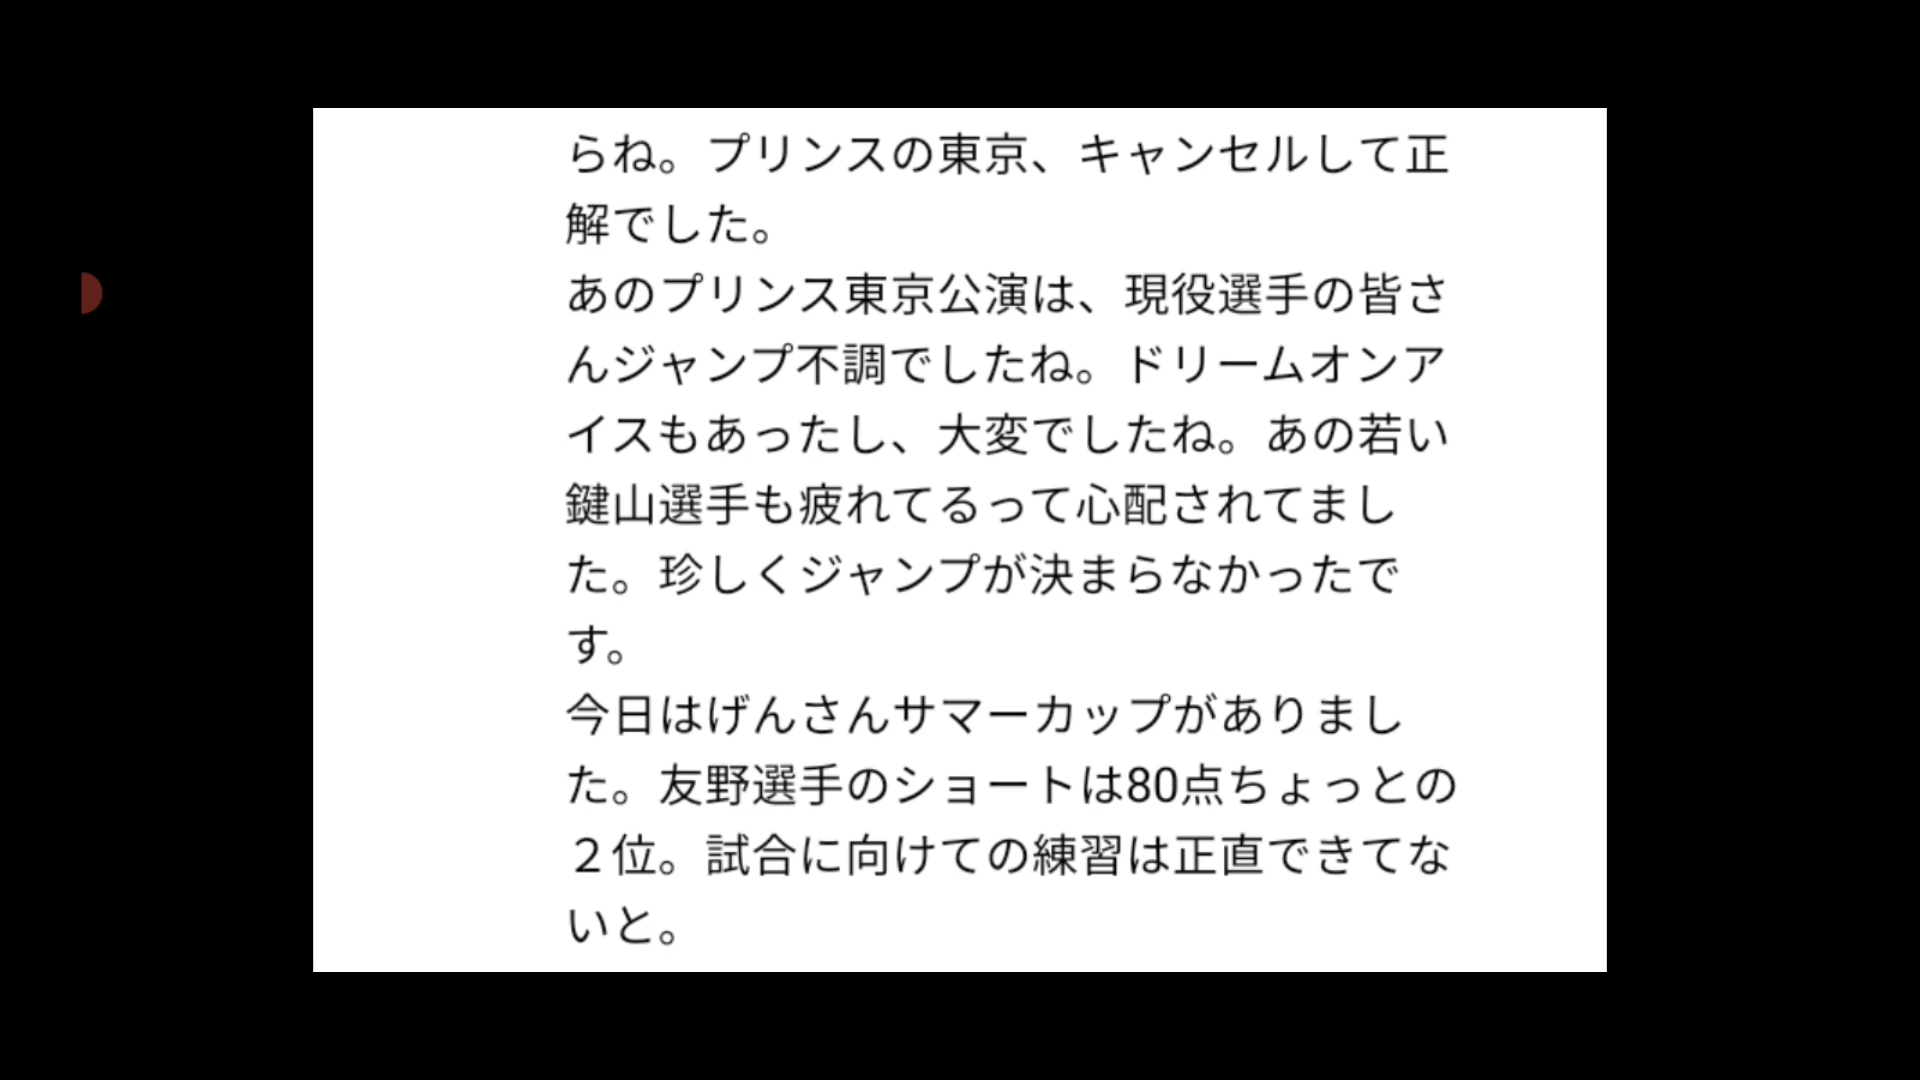 らね。プリンスの東京、キャンセルして正
解でした。
あのプリンス東京公演は、現役選手の皆さ
んジャンプ不調でしたね。ドリームオンア
イスもあったし、大変でしたね。あの若い
鍵山選手も疲れてるって心配されてまし
た。珍しくジャンプが決まらなかったで
す。
今日はげんさんサマーカップがありまし
た。友野選手のショートは80点ちょっとの
２位。試合に向けての練習は正直できてな
いと。